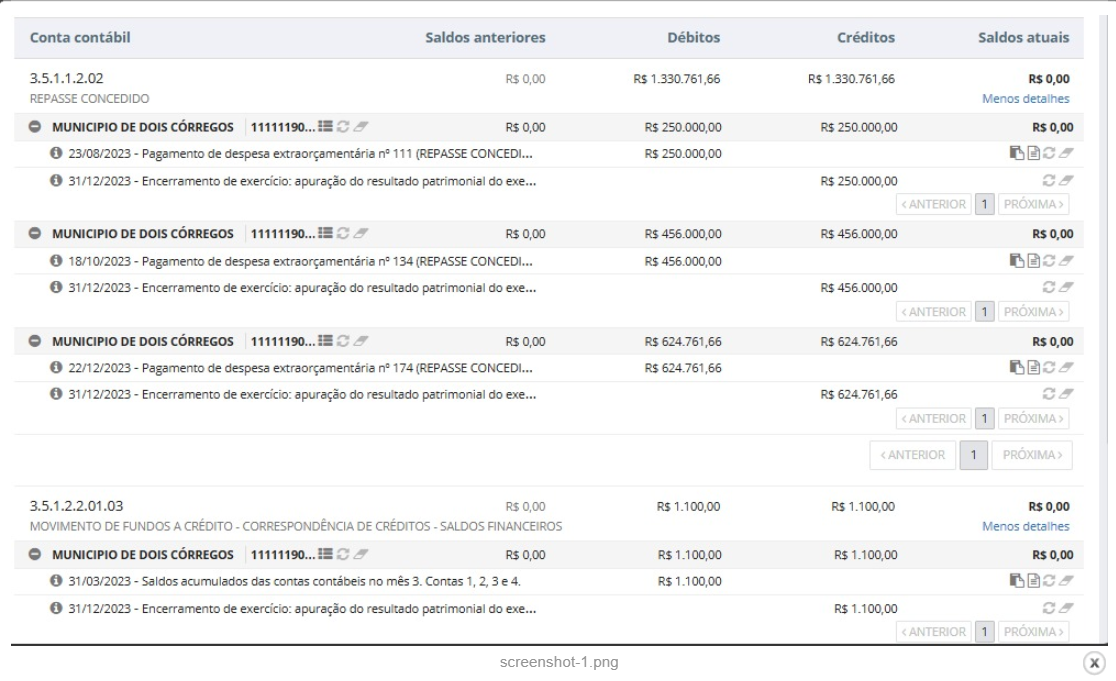 Conta contábil Saldos anteriores Débitos Créditos Saldos atuais
3.5.1.1.2.02 R$ 0,00 R$ 1.330.761,66 R$ 1.330.761,66 R$ 0,00
REPASSE CONCEDIDO Menos detalhes
MUNICIPIO DE DOIS CÓRREGOS 11111190... R$ 0,00 R$ 250.000,00 R$ 250.000,00 R$ 0,00
23/08/2023 - Pagamento de despesa extraorçamentária nº 111 (REPASSE CONCEDI... R$ 250.000,00
31/12/2023 - Encerramento de exercício: apuração do resultado patrimonial do exe... R$ 250.000,00
‹ ANTERIOR 1 PRÓXIMA ›
MUNICIPIO DE DOIS CÓRREGOS 11111190... R$ 0,00 R$ 456.000,00 R$ 456.000,00 R$ 0,00
18/10/2023 - Pagamento de despesa extraorçamentária nº 134 (REPASSE CONCEDI... R$ 456.000,00
31/12/2023 - Encerramento de exercício: apuração do resultado patrimonial do exe... R$ 456.000,00
‹ ANTERIOR 1 PRÓXIMA ›
MUNICIPIO DE DOIS CÓRREGOS 11111190... R$ 0,00 R$ 624.761,66 R$ 624.761,66 R$ 0,00
22/12/2023 - Pagamento de despesa extraorçamentária nº 174 (REPASSE CONCEDI... R$ 624.761,66
31/12/2023 - Encerramento de exercício: apuração do resultado patrimonial do exe... R$ 624.761,66
‹ ANTERIOR 1 PRÓXIMA ›
‹ ANTERIOR 1 PRÓXIMA ›
3.5.1.2.2.01.03 R$ 0,00 R$ 1.100,00 R$ 1.100,00 R$ 0,00
MOVIMENTO DE FUNDOS A CRÉDITO - CORRESPONDÊNCIA DE CRÉDITOS - SALDOS FINANCEIROS Menos detalhes
MUNICIPIO DE DOIS CÓRREGOS 11111190... R$ 0,00 R$ 1.100,00 R$ 1.100,00 R$ 0,00
31/03/2023 - Saldos acumulados das contas contábeis no mês 3. Contas 1, 2, 3 e 4. R$ 1.100,00
31/12/2023 - Encerramento de exercício: apuração do resultado patrimonial do exe... R$ 1.100,00
‹ ANTERIOR 1 PRÓXIMA ›
screenshot-1.png